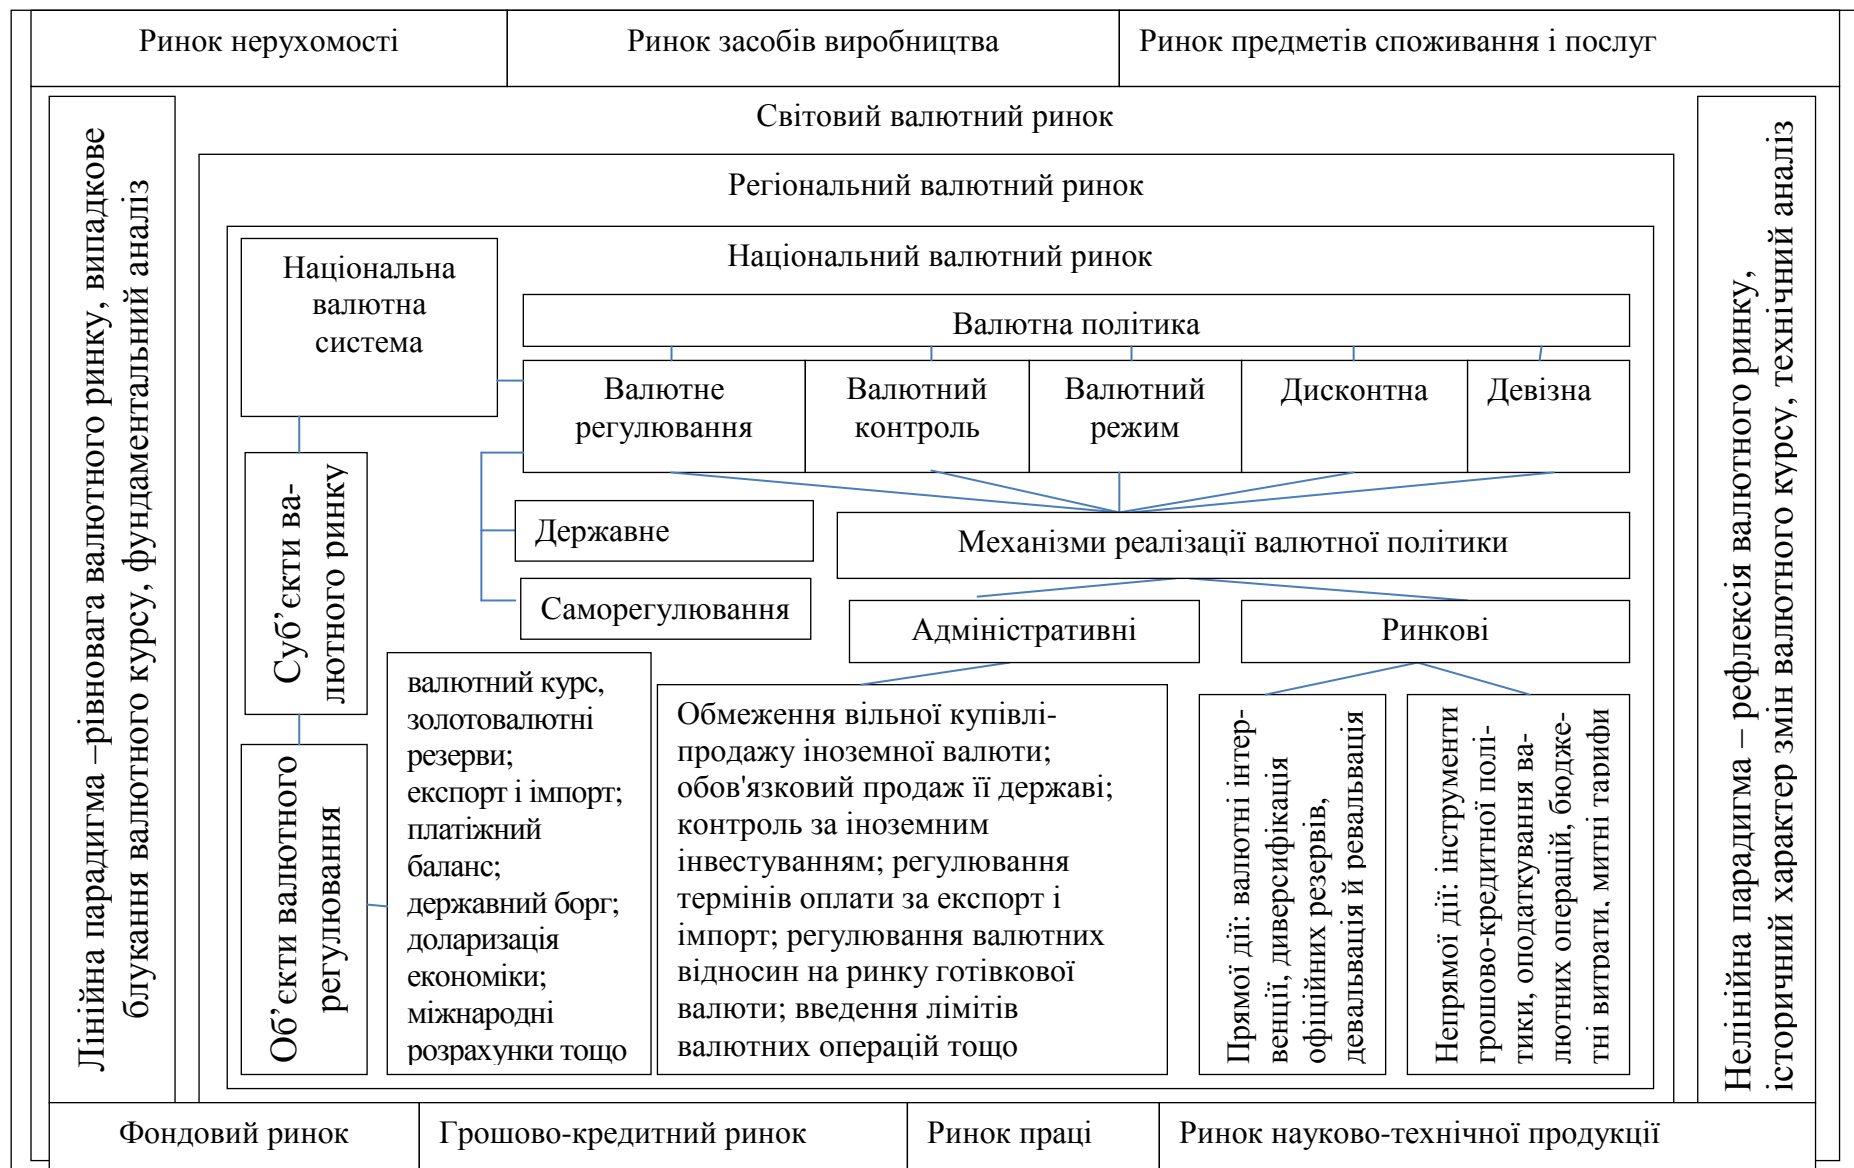 Ринок нерухомості
Ринок засобів виробництва
Ринок предметів споживання і послуг
Лінійна парадигма –рівновага валютного ринку, випадкове
блукання валютного курсу, фундаментальний аналіз
Світовий валютний ринок
Регіональний валютний ринок
Національний валютний ринок
Національна
валютна
система
Валютна політика
Валютне
регулювання
Валютний
контроль
Валютний
режим
Дисконтна
Девізна
Суб’єкти ва-
лютного ринку
Державне
Саморегулювання
Механізми реалізації валютної політики
Адміністративні
Ринкові
Об’єкти валютного
регулювання
валютний курс,
золотовалютні
резерви;
експорт і імпорт;
платіжний
баланс;
державний борг;
доларизація
економіки;
міжнародні
розрахунки тощо
Обмеження вільної купівлі-
продажу іноземної валюти;
обов'язковий продаж її державі;
контроль за іноземним
інвестуванням; регулювання
термінів оплати за експорт і
імпорт; регулювання валютних
відносин на ринку готівкової
валюти; введення лімітів
валютних операцій тощо
Прямої дії: валютні інтер-
венції, диверсифікація
офіційних резервів,
девальвація й ревальвація
Непрямої дії: інструменти
грошово-кредитної полі-
тики, оподаткування ва-
лютних операцій, бюдже-
тні витрати, митні тарифи
Нелінійна парадигма – рефлексія валютного ринку,
історичний характер змін валютного курсу, технічний аналіз
Фондовий ринок
Грошово-кредитний ринок
Ринок праці
Ринок науково-технічної продукції